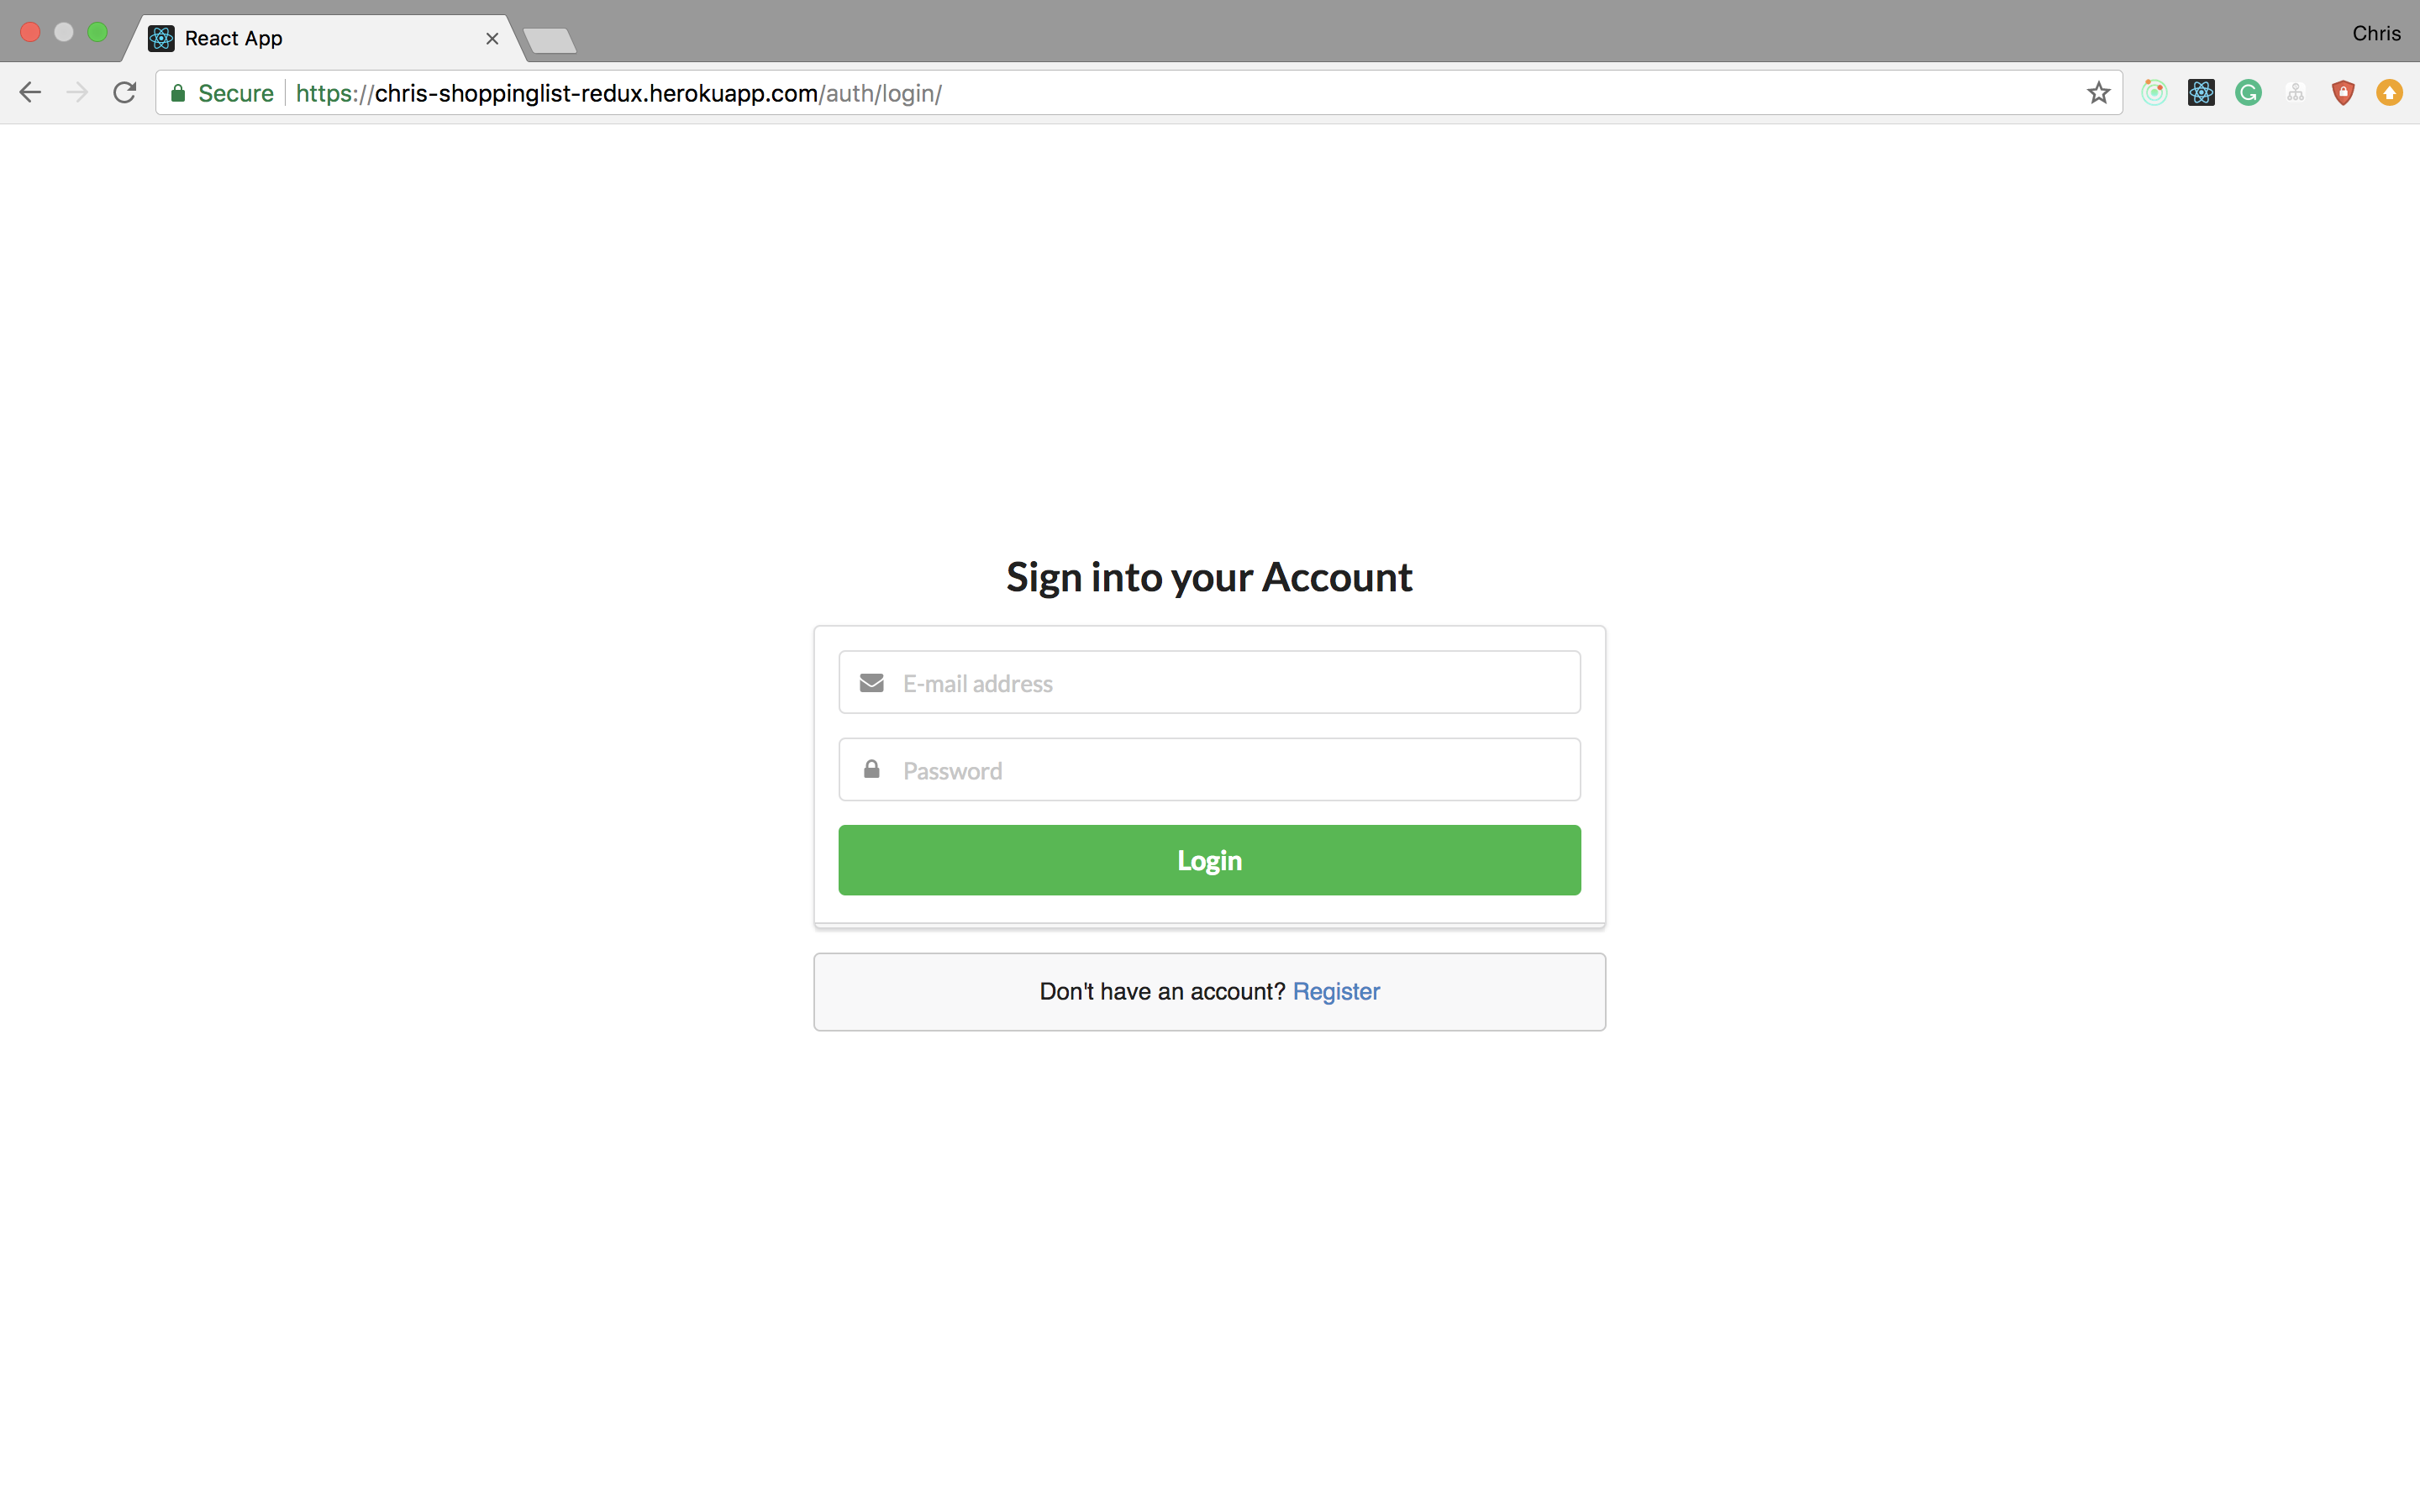 React App
Chris
Secure https://chris-shoppinglist-redux.herokuapp.com/auth/login/
Sign into your Account
E-mail address
Password
Login
Don't have an account? Register